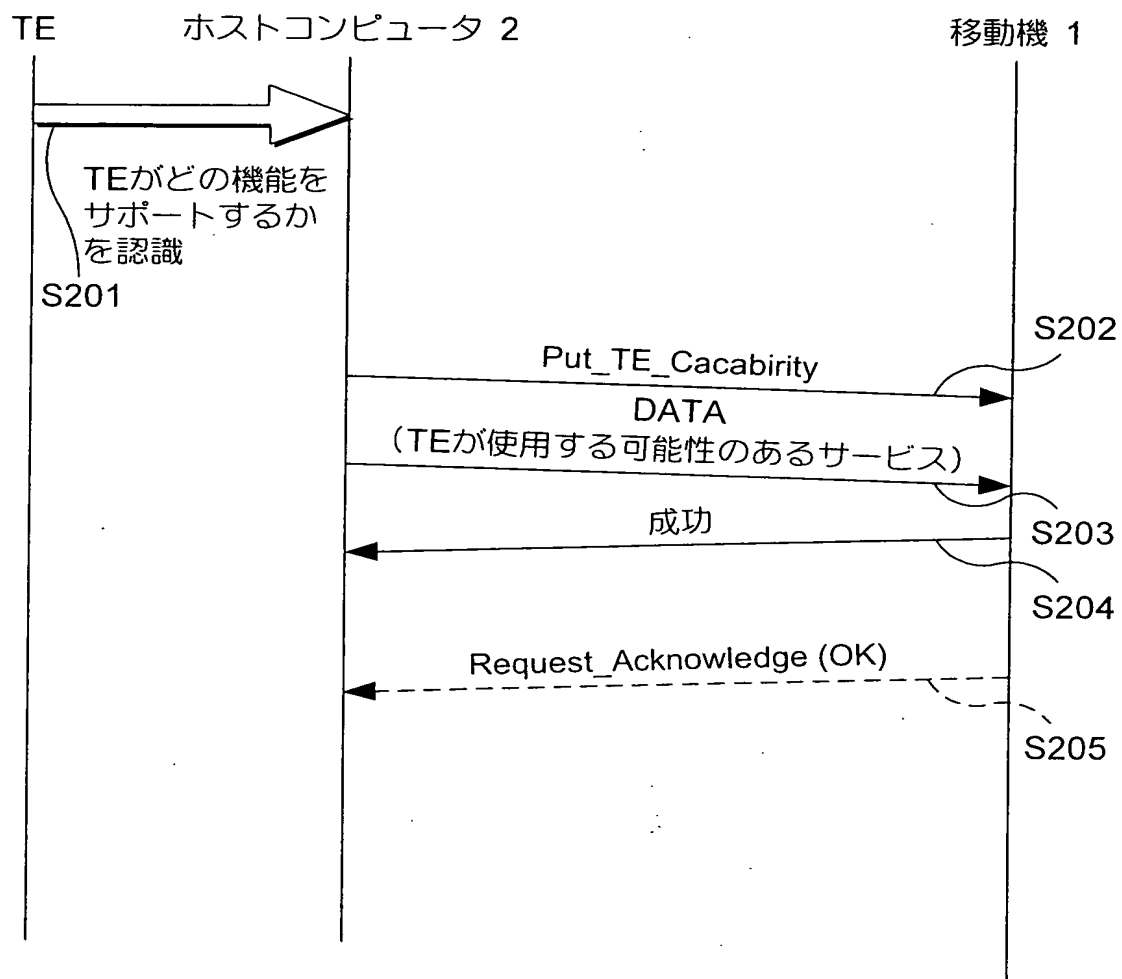 TE
ホストコンピュータ 2
移動機 1
TEがどの機能を
サポートするか
を認識
S201
S202
Put_TE_Cacabirity
DATA
（TEが使用する可能性のあるサービス）
S203
成功
S204
Request_Acknowledge (OK)
S205